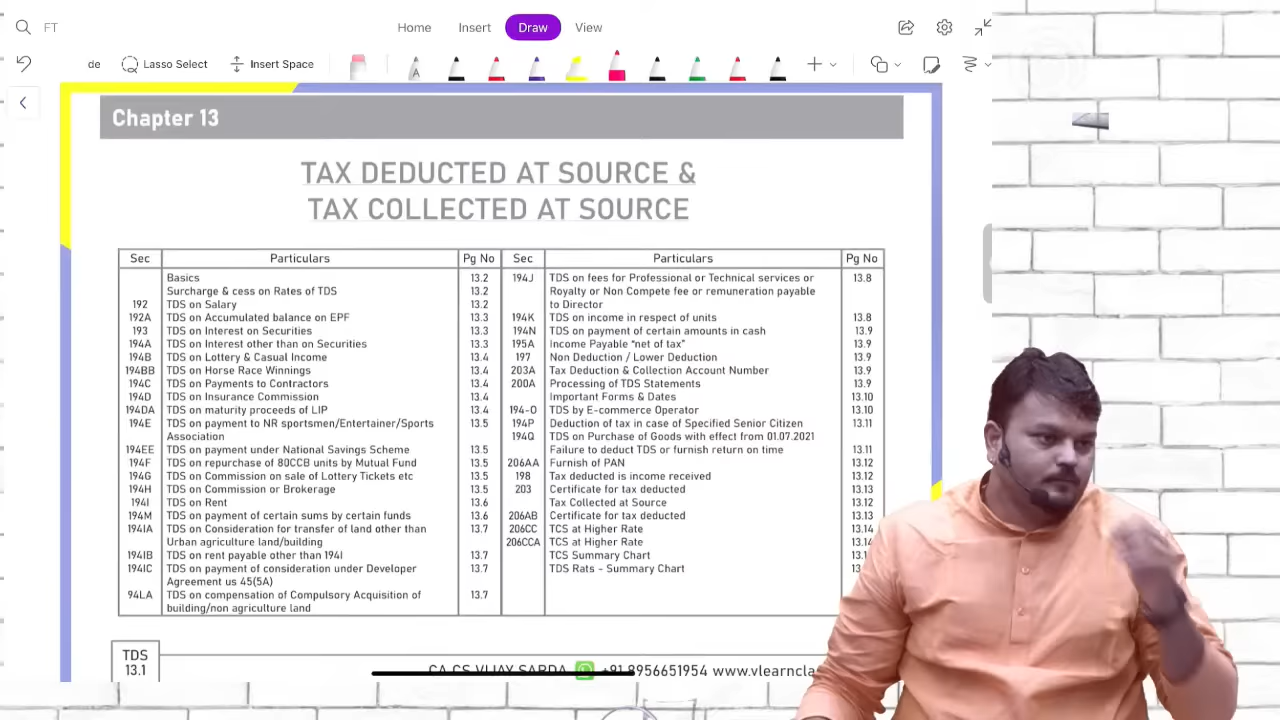 FT
Home Insert Draw View
de Lasso Select Insert Space
A
Chapter 13
TAX DEDUCTED AT SOURCE &
TAX COLLECTED AT SOURCE
Sec Particulars Pg No Sec Particulars Pg No
Basics 13.2 194J TDS on fees for Professional or Technical services or 13.8
Surcharge & cess on Rates of TDS 13.2 Royalty or Non Compete fee or remuneration payable
192 TDS on Salary 13.2 to Director
192A TDS on Accumulated balance on EPF 13.3 194K TDS on income in respect of units 13.8
193 TDS on Interest on Securities 13.3 194N TDS on payment of certain amounts in cash 13.9
194A TDS on Interest other than on Securities 13.3 195A Income Payable "net of tax" 13.9
194B TDS on Lottery & Casual Income 13.4 197 Non Deduction / Lower Deduction 13.9
194BB TDS on Horse Race Winnings 13.4 203A Tax Deduction & Collection Account Number 13.9
194C TDS on Payments to Contractors 13.4 200A Processing of TDS Statements 13.9
194D TDS on Insurance Commission 13.4 Important Forms & Dates 13.10
194DA TDS on maturity proceeds of LIP 13.4 194-O TDS by E-commerce Operator 13.10
194E TDS on payment to NR sportsmen/Entertainer/Sports 13.5 194P Deduction of tax in case of Specified Senior Citizen 13.11
Association 194Q TDS on Purchase of Goods with effect from 01.07.2021
194EE TDS on payment under National Savings Scheme 13.5 Failure to deduct TDS or furnish return on time 13.11
194F TDS on repurchase of 80CCB units by Mutual Fund 13.5 206AA Furnish of PAN 13.12
194G TDS on Commission on sale of Lottery Tickets etc 13.5 198 Tax deducted is income received 13.12
194H TDS on Commission or Brokerage 13.5 203 Certificate for tax deducted 13.13
194I TDS on Rent 13.6 Tax Collected at Source 13.12
194M TDS on payment of certain sums by certain funds 13.6 206AB Certificate for tax deducted 13.13
194IA TDS on Consideration for transfer of land other than 13.7 206CC TCS at Higher Rate 13.14
Urban agriculture land/building 206CCA TCS at Higher Rate 13.14
194IB TDS on rent payable other than 194I 13.7 TCS Summary Chart
194IC TDS on payment of consideration under Developer 13.7 TDS Rats - Summary Chart
Agreement us 45(5A)
94LA TDS on compensation of Compulsory Acquisition of 13.7
building/non agriculture land
TDS
13.1
CA CS VIJAY SARDA +91 8956651954 www.vlearncla